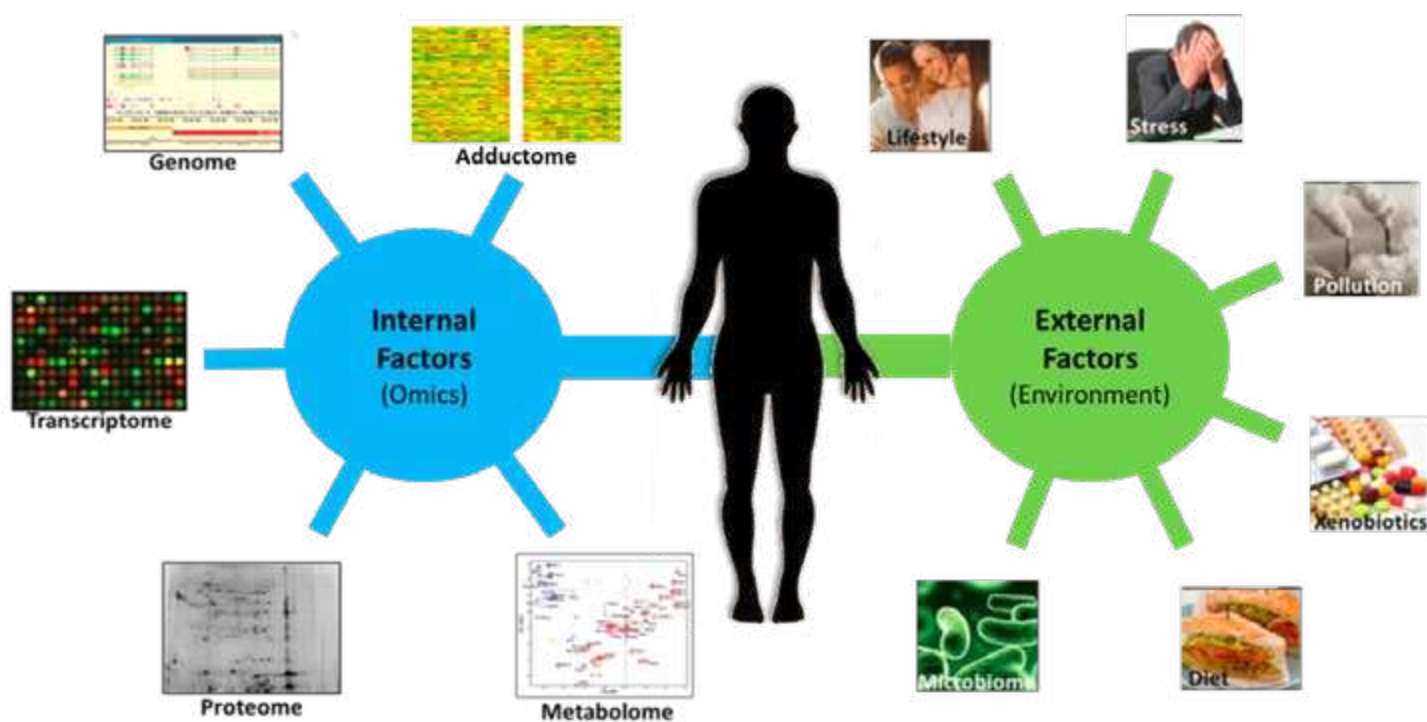 Genome
Adductome
Lifestyle
Stress
Pollution
Transcriptome
Internal
Factors
(Omics)
External
Factors
(Environment)
Xenobiotics
Proteome
Metabolome
Microbiome
Diet